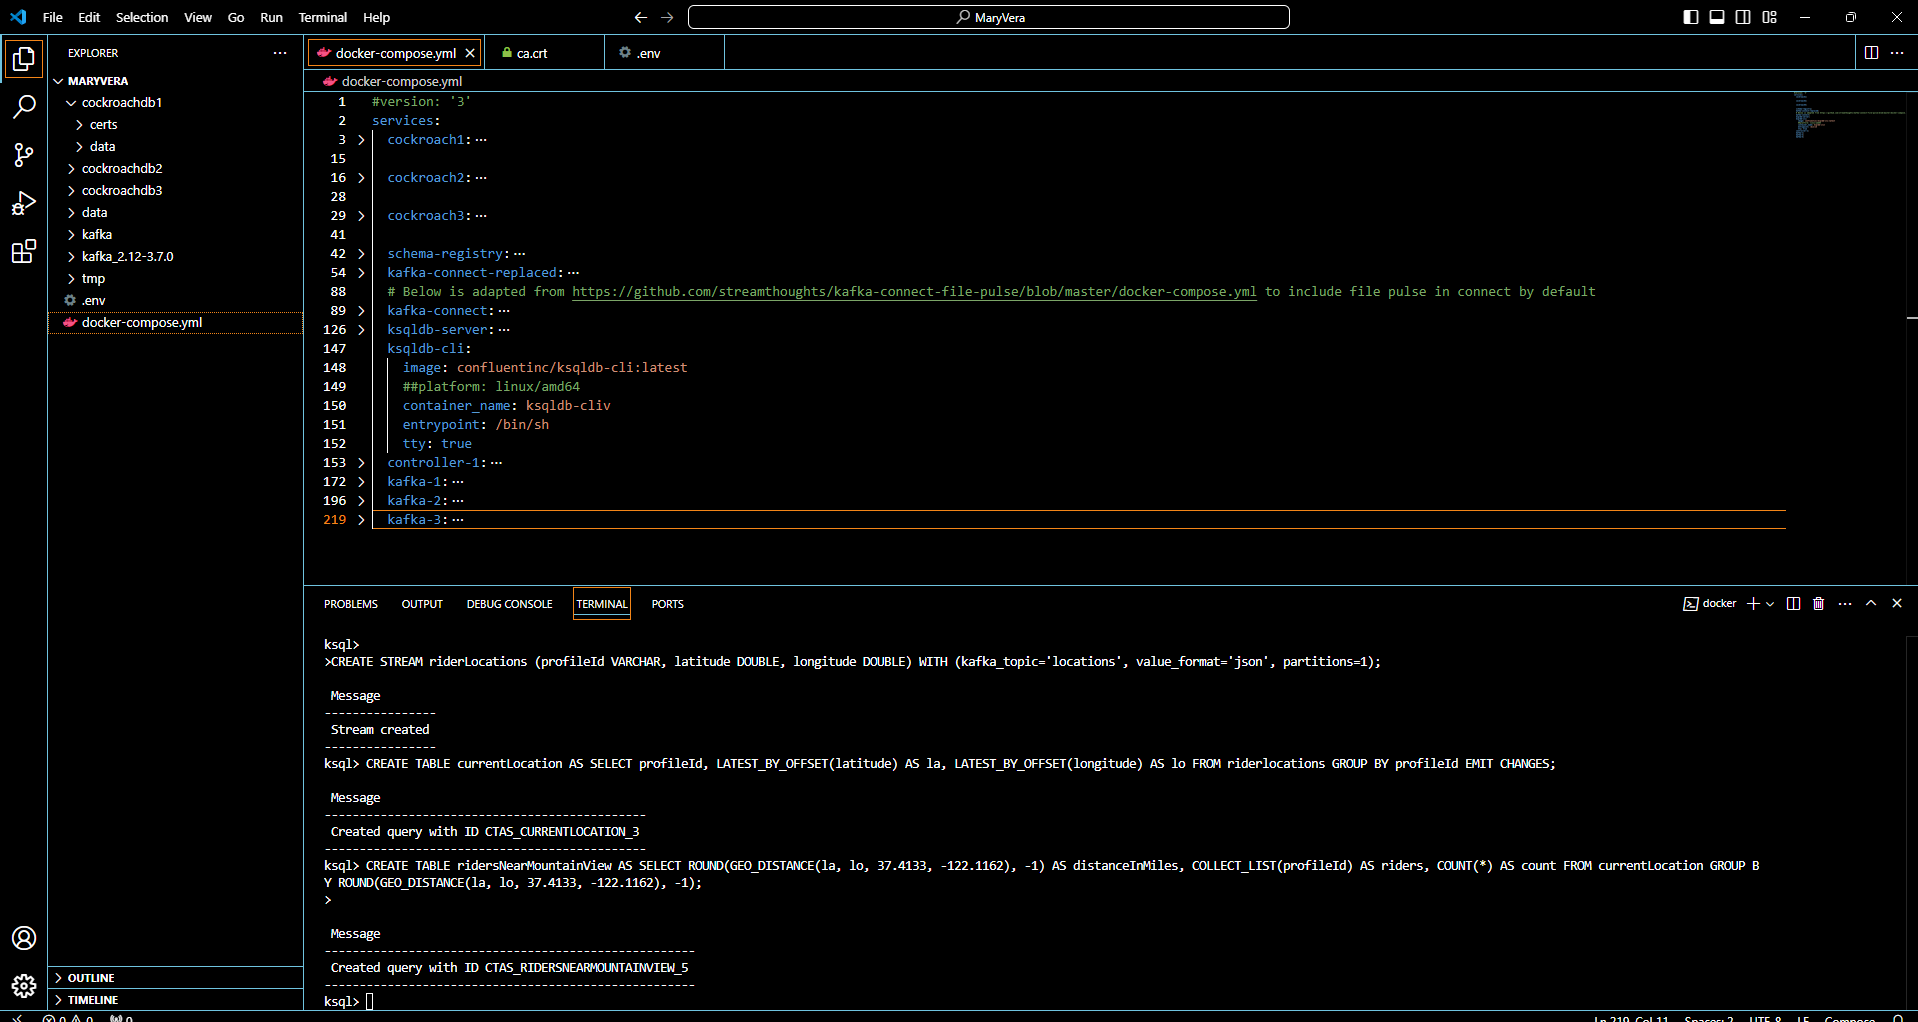 File Edit Selection View Go Run Terminal Help
MaryVera
EXPLORER
MARYVERA
cockroachdb1
certs
data
cockroachdb2
cockroachdb3
data
kafka
kafka_2.12-3.7.0
tmp
.env
docker-compose.yml
OUTLINE
TIMELINE
docker-compose.yml ca.crt .env
docker-compose.yml
1 #version: '3'
2 services:
3 cockroach1:
15
16 cockroach2:
28
29 cockroach3:
41
42 schema-registry:
54 kafka-connect-replaced:
88 # Below is adapted from https://github.com/streamthoughts/kafka-connect-file-pulse/blob/master/docker-compose.yml to include file pulse in connect by default
89 kafka-connect:
126 ksqldb-server:
147 ksqldb-cli:
148 image: confluentinc/ksqldb-cli:latest
149 ##platform: linux/amd64
150 container_name: ksqldb-cliv
151 entrypoint: /bin/sh
152 tty: true
153 controller-1:
172 kafka-1:
196 kafka-2:
219 kafka-3:
PROBLEMS OUTPUT DEBUG CONSOLE TERMINAL PORTS
docker
ksql>
>CREATE STREAM riderLocations (profileId VARCHAR, latitude DOUBLE, longitude DOUBLE) WITH (kafka_topic='locations', value_format='json', partitions=1);
Message
----------------
Stream created
----------------
ksql> CREATE TABLE currentLocation AS SELECT profileId, LATEST_BY_OFFSET(latitude) AS la, LATEST_BY_OFFSET(longitude) AS lo FROM riderlocations GROUP BY profileId EMIT CHANGES;
Message
----------------------------------------------
Created query with ID CTAS_CURRENTLOCATION_3
----------------------------------------------
ksql> CREATE TABLE ridersNearMountainView AS SELECT ROUND(GEO_DISTANCE(la, lo, 37.4133, -122.1162), -1) AS distanceInMiles, COLLECT_LIST(profileId) AS riders, COUNT(*) AS count FROM currentLocation GROUP B
Y ROUND(GEO_DISTANCE(la, lo, 37.4133, -122.1162), -1);
>
Message
-----------------------------------------------------
Created query with ID CTAS_RIDERSNEARMOUNTAINVIEW_5
-----------------------------------------------------
ksql>
0 0 0
Ln 219, Col 11 Spaces: 2 UTF-8 LF Compose